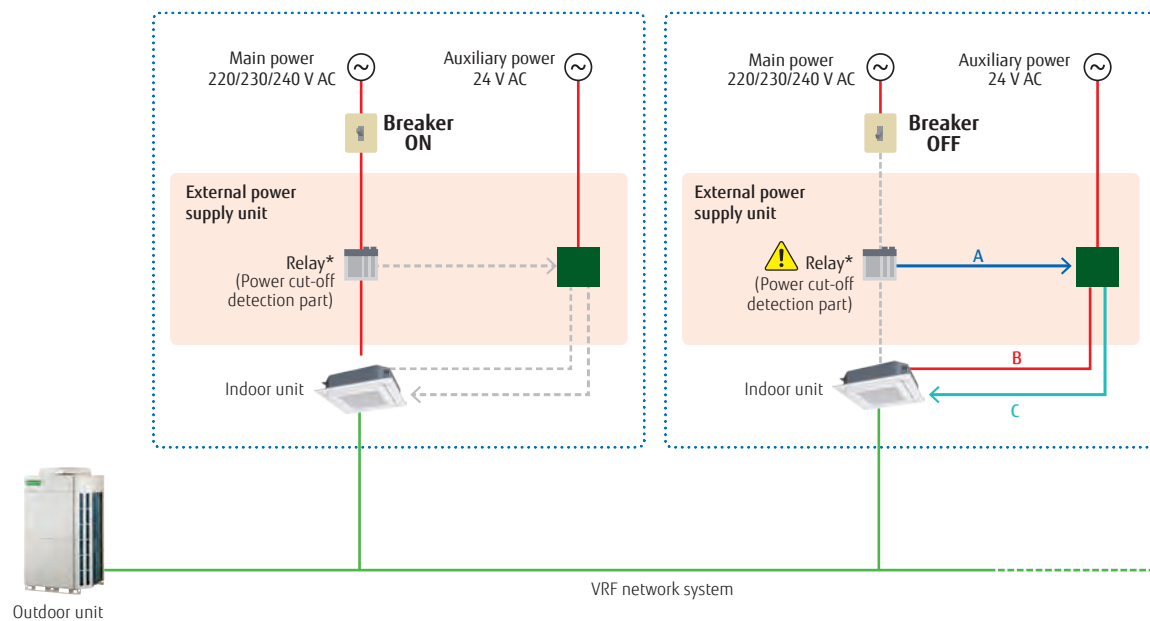 Main power
220/230/240 V AC
Auxiliary power
24 V AC
Breaker
ON
External power
supply unit
Relay*
(Power cut-off
detection part)
Indoor unit
Main power
220/230/240 V AC
Auxiliary power
24 V AC
Breaker
OFF
External power
supply unit
Relay*
(Power cut-off
detection part)
A
B
C
Indoor unit
VRF network system
Outdoor unit